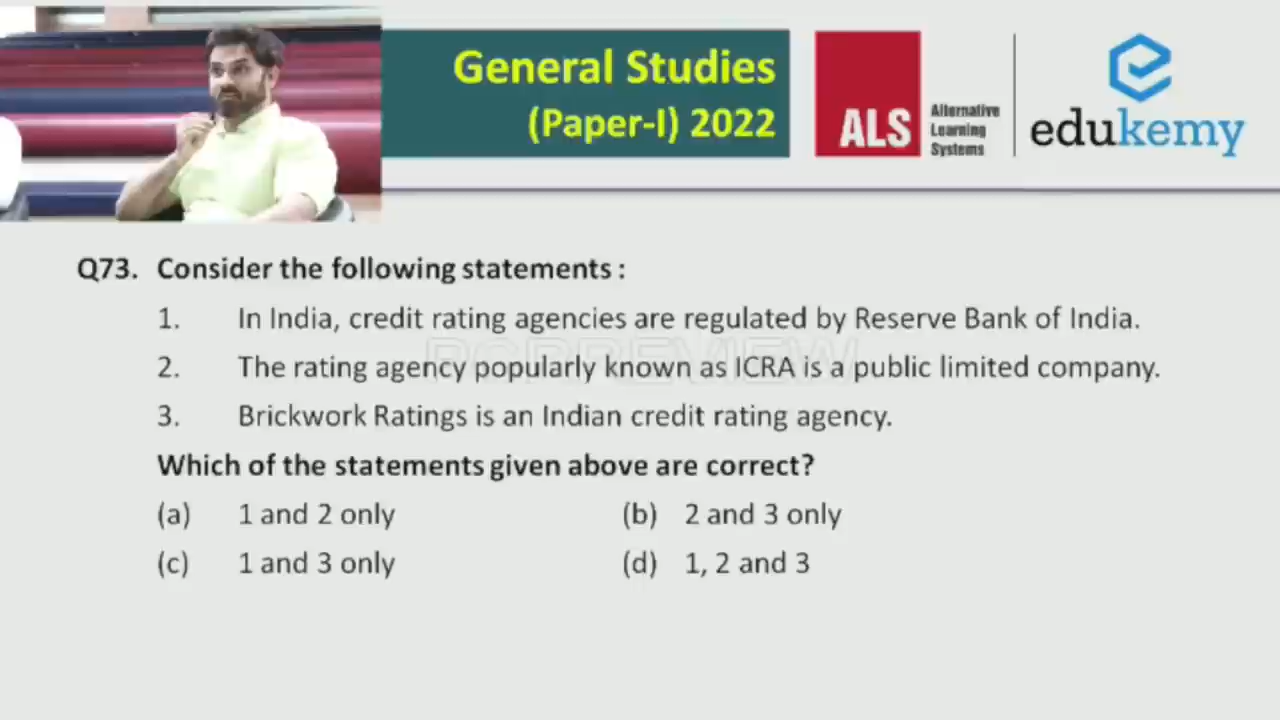 General Studies
(Paper-I) 2022
ALS
Alternative
Learning
Systems
edukemy
Q73. Consider the following statements :
1. In India, credit rating agencies are regulated by Reserve Bank of India.
2. The rating agency popularly known as ICRA is a public limited company.
3. Brickwork Ratings is an Indian credit rating agency.
Which of the statements given above are correct?
(a) 1 and 2 only (b) 2 and 3 only
(c) 1 and 3 only (d) 1, 2 and 3